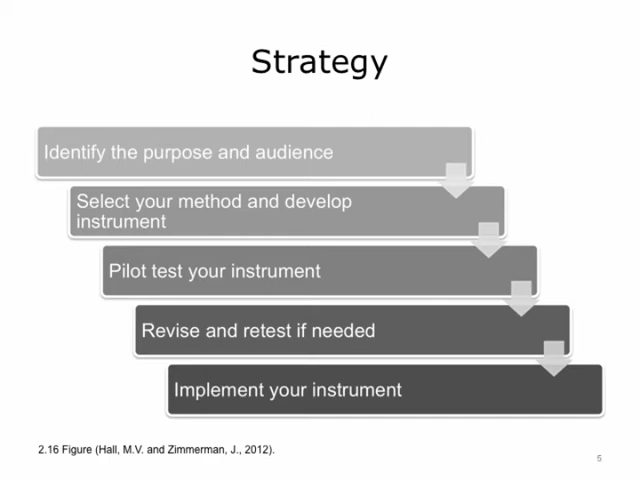 Strategy
Identify the purpose and audience
Select your method and develop
instrument
Pilot test your instrument
Revise and retest if needed
Implement your instrument
2.16 Figure (Hall, M.V. and Zimmerman, J., 2012).
5